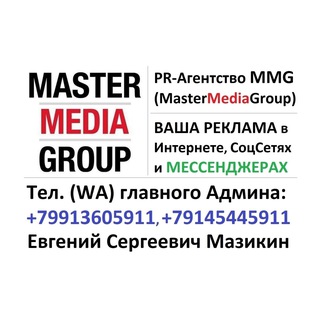 MASTER
MEDIA
GROUP
PR-Агентство MMG
(MasterMediaGroup)
ВАША РЕКЛАМА в
Интернете, СоцСетях
и МЕССЕНДЖЕРАХ
Тел. (WA) главного Админа:
+79913605911,+79145445911
Евгений Сергеевич Мазикин